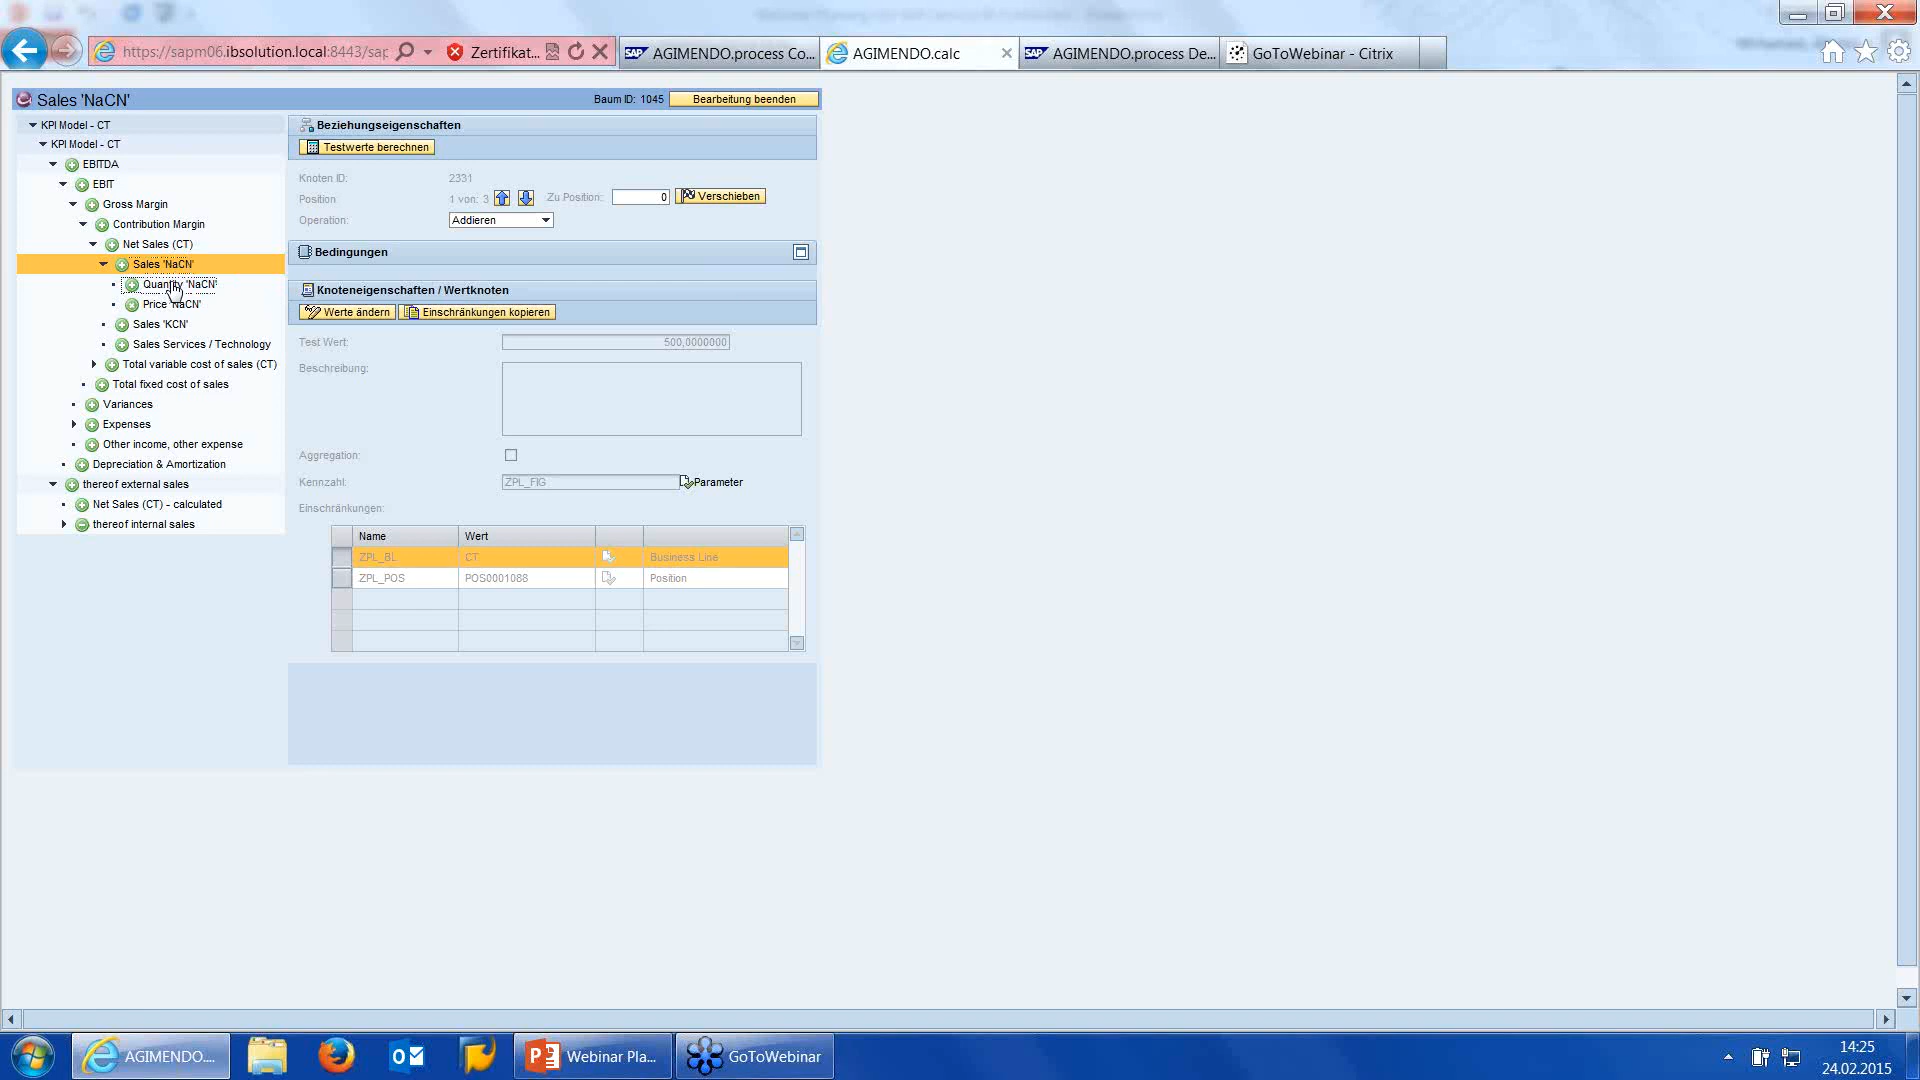 https://sapm06.ibsolution.local:8443/sap
Zertifikat...
SAP AGIMENDO.process Co...
AGIMENDO.calc
SAP AGIMENDO.process De...
GoToWebinar - Citrix
Sales 'NaCN'
Baum ID: 1045
Bearbeitung beenden
KPI Model - CT
KPI Model - CT
EBITDA
EBIT
Gross Margin
Contribution Margin
Net Sales (CT)
Sales 'NaCN'
Quantity 'NaCN'
Price 'NaCN'
Sales 'KCN'
Sales Services / Technology
Total variable cost of sales (CT)
Total fixed cost of sales
Variances
Expenses
Other income, other expense
Depreciation & Amortization
thereof external sales
Net Sales (CT) - calculated
thereof internal sales
Beziehungseigenschaften
Testwerte berechnen
Knoten ID: 2331
Position: 1 von: 3 Zu Position: 0 Verschieben
Operation: Addieren
Bedingungen
Knoteneigenschaften / Wertknoten
Werte ändern Einschränkungen kopieren
Test Wert: 500,0000000
Beschreibung:
Aggregation:
Kennzahl: ZPL_FIG Parameter
Einschränkungen:
Name Wert
ZPL_BL CT Business Line
ZPL_POS POS0001088 Position
AGIMENDO....
Webinar Pla...
GoToWebinar
14:25
24.02.2015